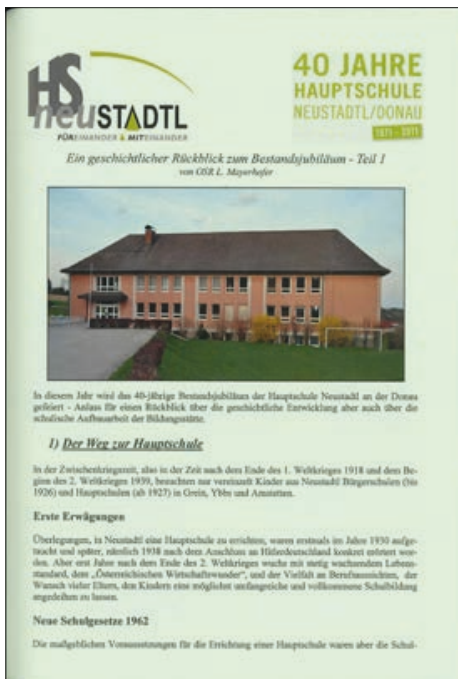 HS
neuSTADTL
FÜREINANDER & MITEINANDER
40 JAHRE
HAUPTSCHULE
NEUSTADTL/DONAU
1971 - 2011
Ein geschichtlicher Rückblick zum Bestandsjubiläum - Teil 1
von OSR L. Mayerhofer
In diesem Jahr wird das 40-jährige Bestandsjubiläum der Hauptschule Neustadtl an der Donau
gefeiert - Anlass für einen Rückblick über die geschichtliche Entwicklung aber auch über die
schulische Aufbauarbeit der Bildungsstätte.
1) Der Weg zur Hauptschule
In der Zwischenkriegszeit, also in der Zeit nach dem Ende des 1. Weltkrieges 1918 und dem Be-
ginn des 2. Weltkrieges 1939, besuchten nur vereinzelt Kinder aus Neustadtl Bürgerschulen (bis
1926) und Hauptschulen (ab 1927) in Grein, Ybbs und Amstetten.
Erste Erwägungen
Überlegungen, in Neustadtl eine Hauptschule zu errichten, waren erstmals im Jahre 1930 aufge-
taucht und später, nämlich 1938 nach dem Anschluss an Hitlerdeutschland konkret erörtert wor-
den. Aber erst Jahre nach dem Ende des 2. Weltkrieges wuchs mit stetig wachsendem Lebens-
standard, dem „Österreichischen Wirtschaftswunder“, und der Vielfalt an Berufsaussichten, der
Wunsch vieler Eltern, den Kindern eine möglichst umfangreiche und vollkommene Schulbildung
angedeihen zu lassen.
Neue Schulgesetze 1962
Die maßgeblichen Voraussetzungen für die Errichtung einer Hauptschule waren aber die Schul-